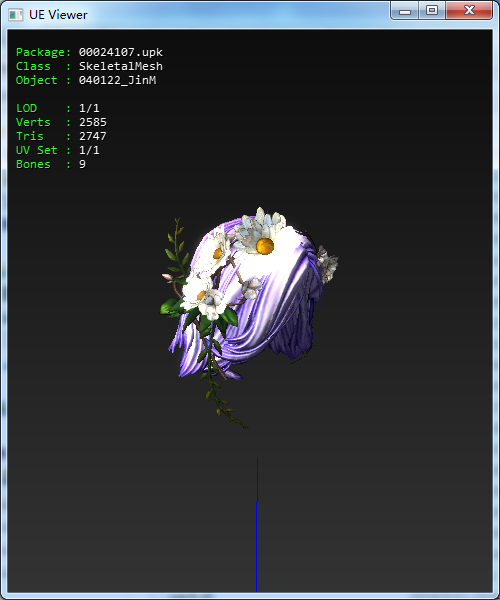 UE Viewer
Package: 00024107.upk
Class : SkeletalMesh
Object : 040122_JinM
LOD : 1/1
Verts : 2585
Tris : 2747
UV Set : 1/1
Bones : 9